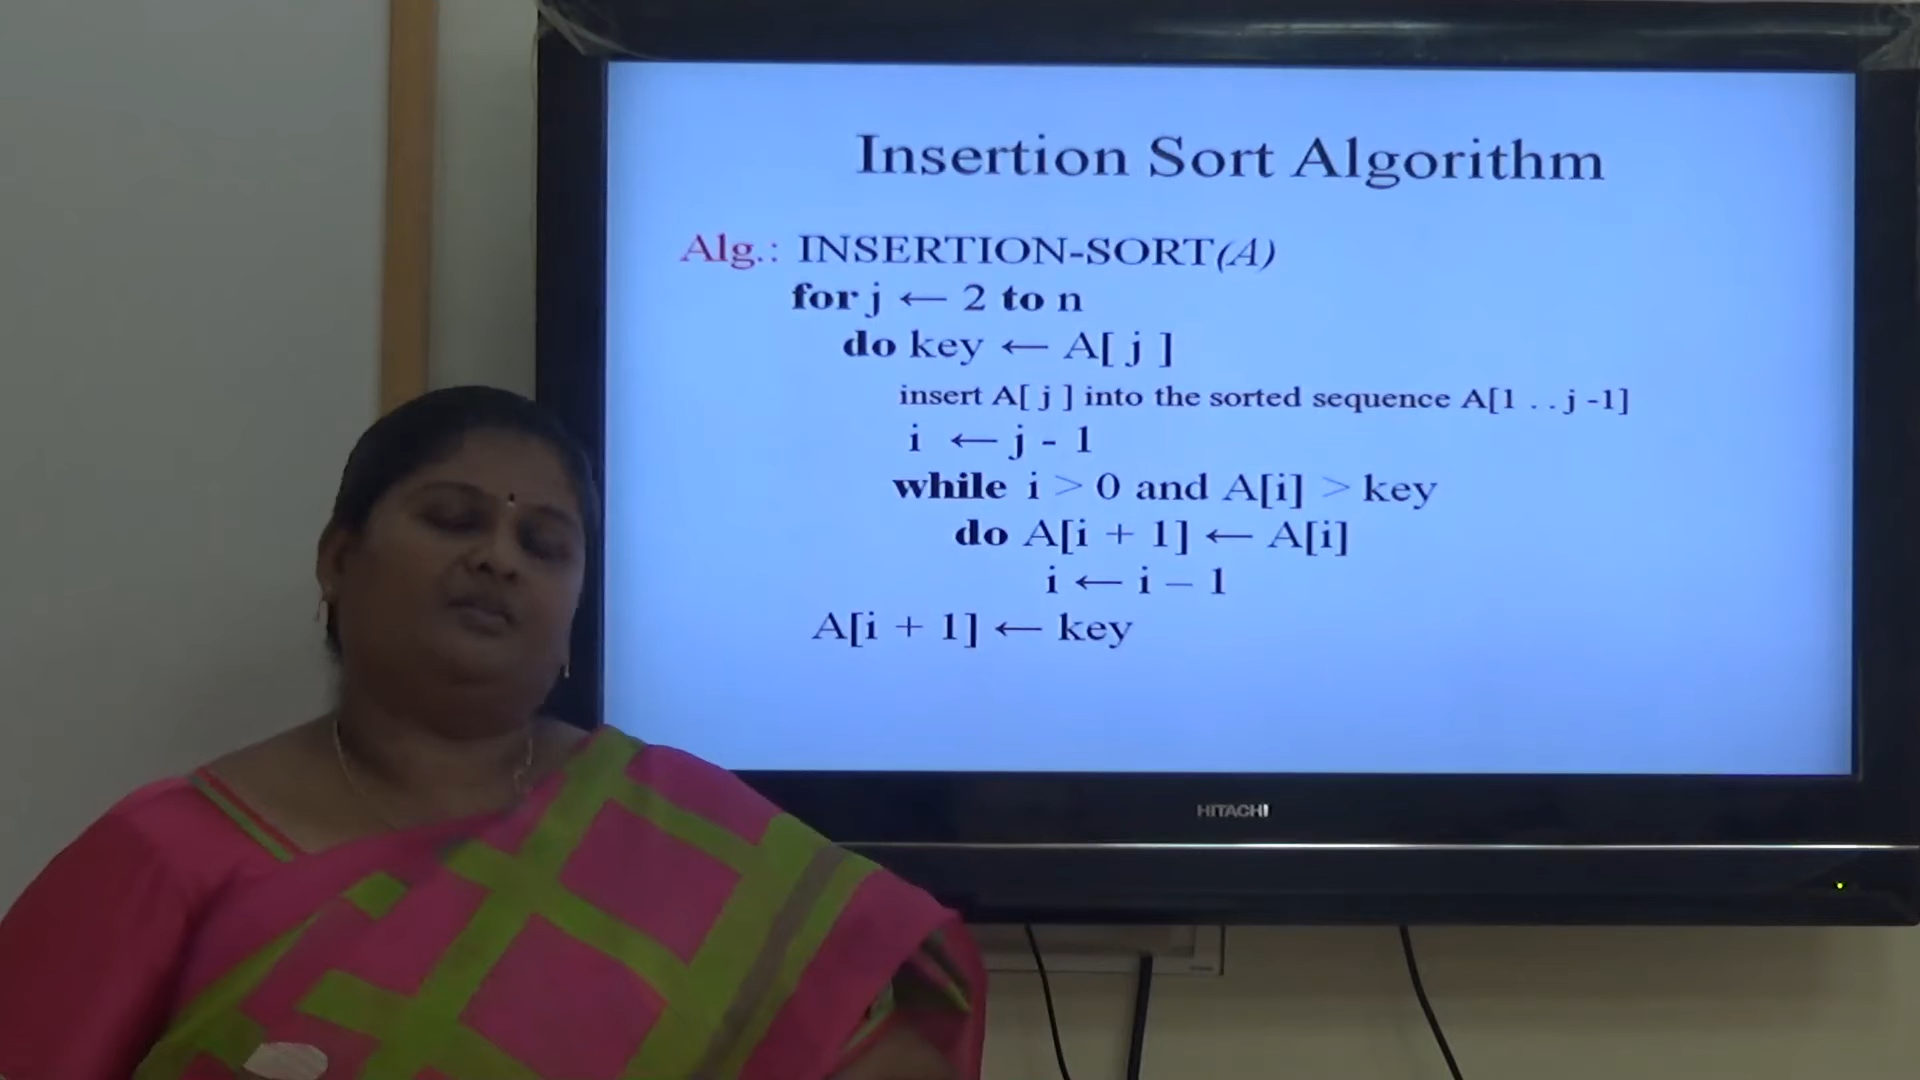 Insertion Sort Algorithm
Alg.: INSERTION-SORT(A)
for j ← 2 to n
do key ← A[ j ]
insert A[ j ] into the sorted sequence A[1 . . j -1]
i ← j - 1
while i > 0 and A[i] > key
do A[i + 1] ← A[i]
i ← i – 1
A[i + 1] ← key
HITACHI